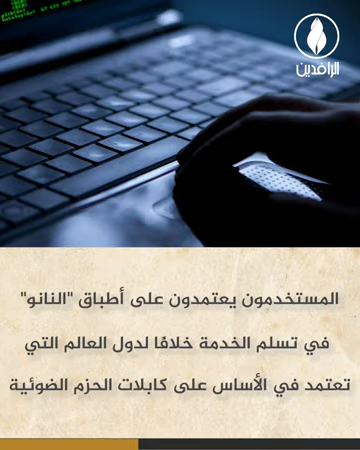 الرافدين
المستخدمون يعتمدون على أطباق "النانو"
في تسلم الخدمة خلافا لدول العالم التي
تعتمد في الأساس على كابلات الحزم الضوئية